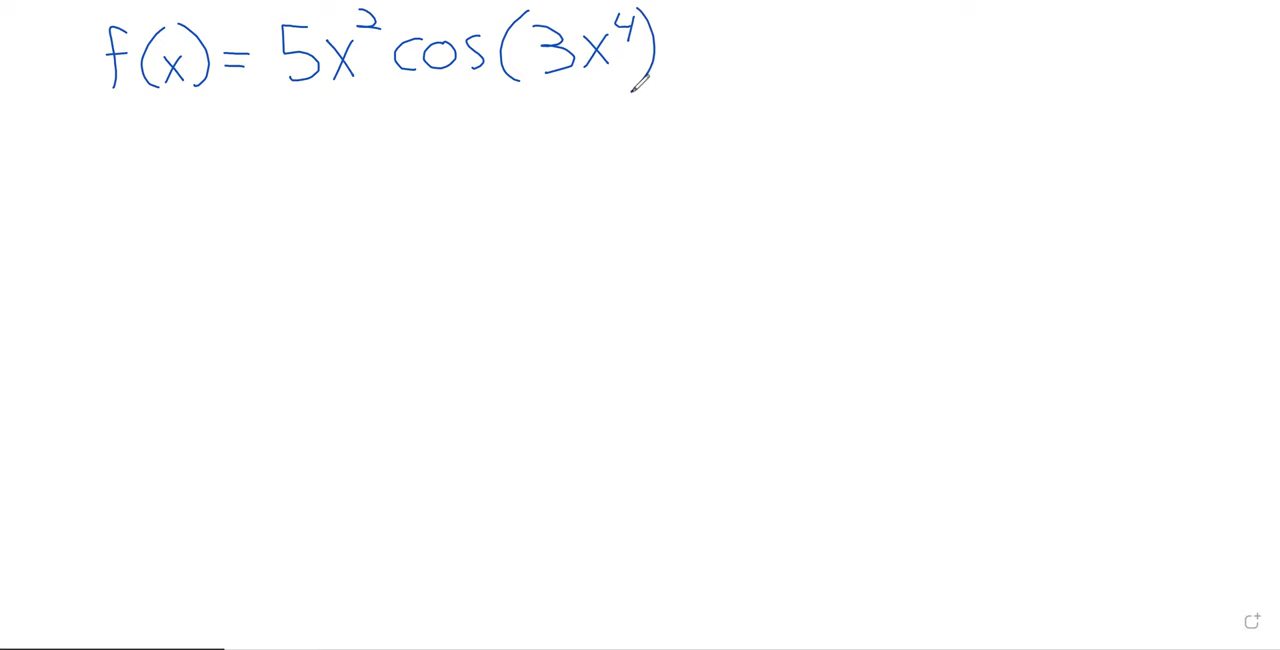 f(x) = 5x² cos(3x⁴)